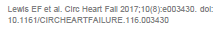 Lewis EF et al. Circ Heart Fail 2017;10(8):e003430. doi:
10.1161/CIRCHEARTFAILURE.116.003430